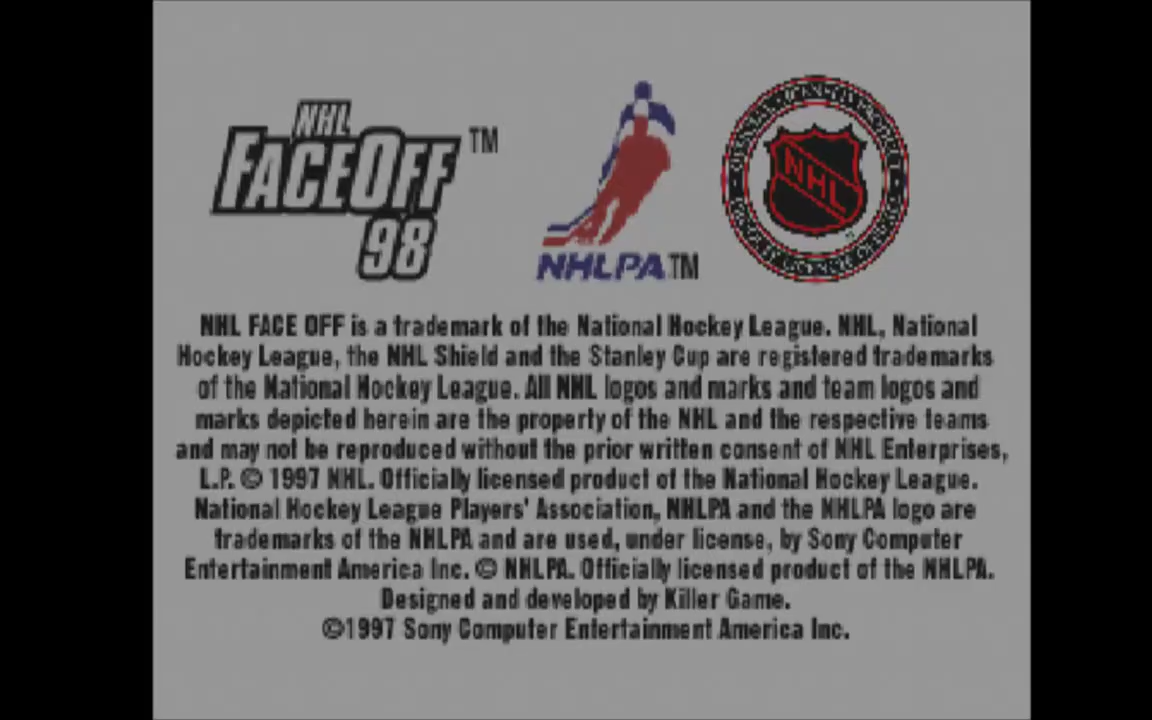 NHL
FACEOFF TM
98
NHLPA TM
NHL
NHL FACE OFF is a trademark of the National Hockey League. NHL, National
Hockey League, the NHL Shield and the Stanley Cup are registered trademarks
of the National Hockey League. All NHL logos and marks and team logos and
marks depicted herein are the property of the NHL and the respective teams
and may not be reproduced without the prior written consent of NHL Enterprises,
L.P. © 1997 NHL. Officially licensed product of the National Hockey League.
National Hockey League Players' Association, NHLPA and the NHLPA logo are
trademarks of the NHLPA and are used, under license, by Sony Computer
Entertainment America Inc. © NHLPA. Officially licensed product of the NHLPA.
Designed and developed by Killer Game.
©1997 Sony Computer Entertainment America Inc.